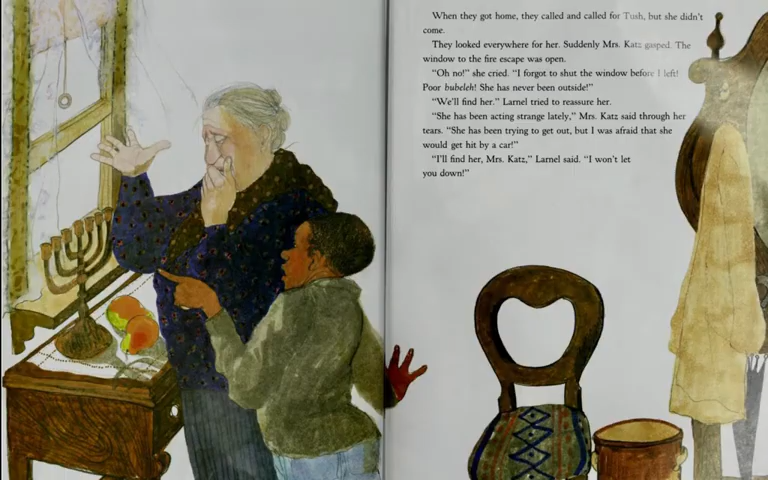 When they got home, they called and called for Tush, but she didn't
come.
They looked everywhere for her. Suddenly Mrs. Katz gasped. The
window to the fire escape was open.
"Oh no!" she cried. "I forgot to shut the window before I left!
Poor bubeleh! She has never been outside!"
"We'll find her." Larnel tried to reassure her.
"She has been acting strange lately," Mrs. Katz said through her
tears. "She has been trying to get out, but I was afraid that she
would get hit by a car!"
"I'll find her, Mrs. Katz," Larnel said. "I won't let
you down!"